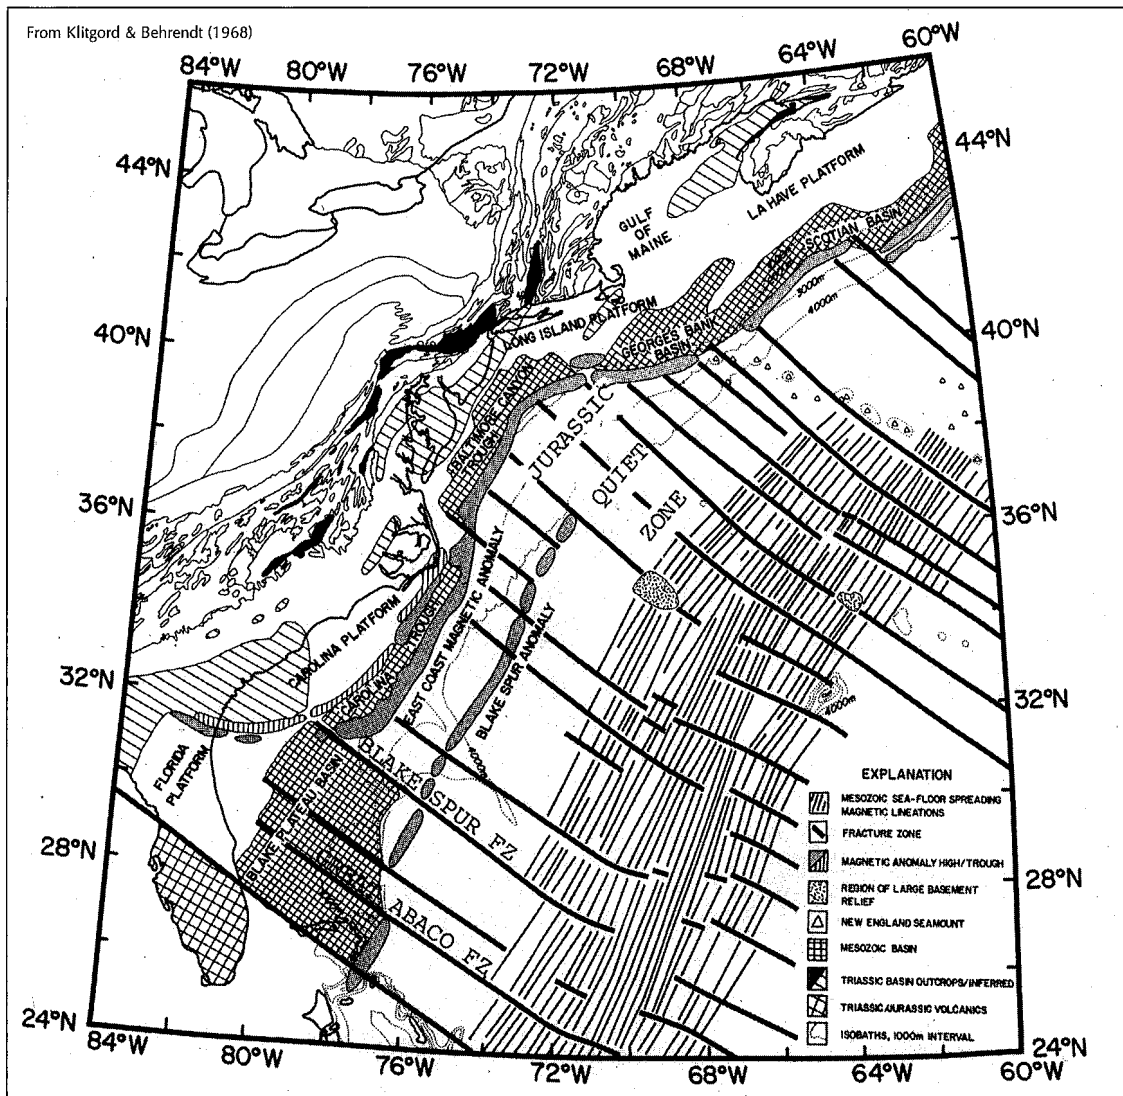 From Klitgord & Behrendt (1968)
84°W
80°W
76°W
72°W
68°W
64°W
60°W
44°N
44°N
LA HAVE PLATFORM
GULF
OF
MAINE
SCOTIAN BASIN
3000m
4000m
40°N
40°N
LONG ISLAND PLATFORM
GEORGES BANK
BASIN
BALTIMORE CANYON
TROUGH
JURASSIC
QUIET
ZONE
36°N
36°N
EAST COAST MAGNETIC ANOMALY
BLAKE SPUR ANOMALY
CAROLINA PLATFORM
CAROLINA TROUGH
32°N
32°N
4000m
5000m
FLORIDA
PLATFORM
BLAKE PLATEAU BASIN
BLAKE SPUR FZ
ABACO FZ
28°N
28°N
EXPLANATION
MESOZOIC SEA-FLOOR SPREADING
MAGNETIC LINEATIONS
FRACTURE ZONE
MAGNETIC ANOMALY HIGH/TROUGH
REGION OF LARGE BASEMENT
RELIEF
NEW ENGLAND SEAMOUNT
MESOZOIC BASIN
TRIASSIC BASIN OUTCROPS/INFERRED
TRIASSIC/JURASSIC VOLCANICS
ISOBATHS, 1000m INTERVAL
24°N
24°N
84°W
80°W
76°W
72°W
68°W
64°W
60°W